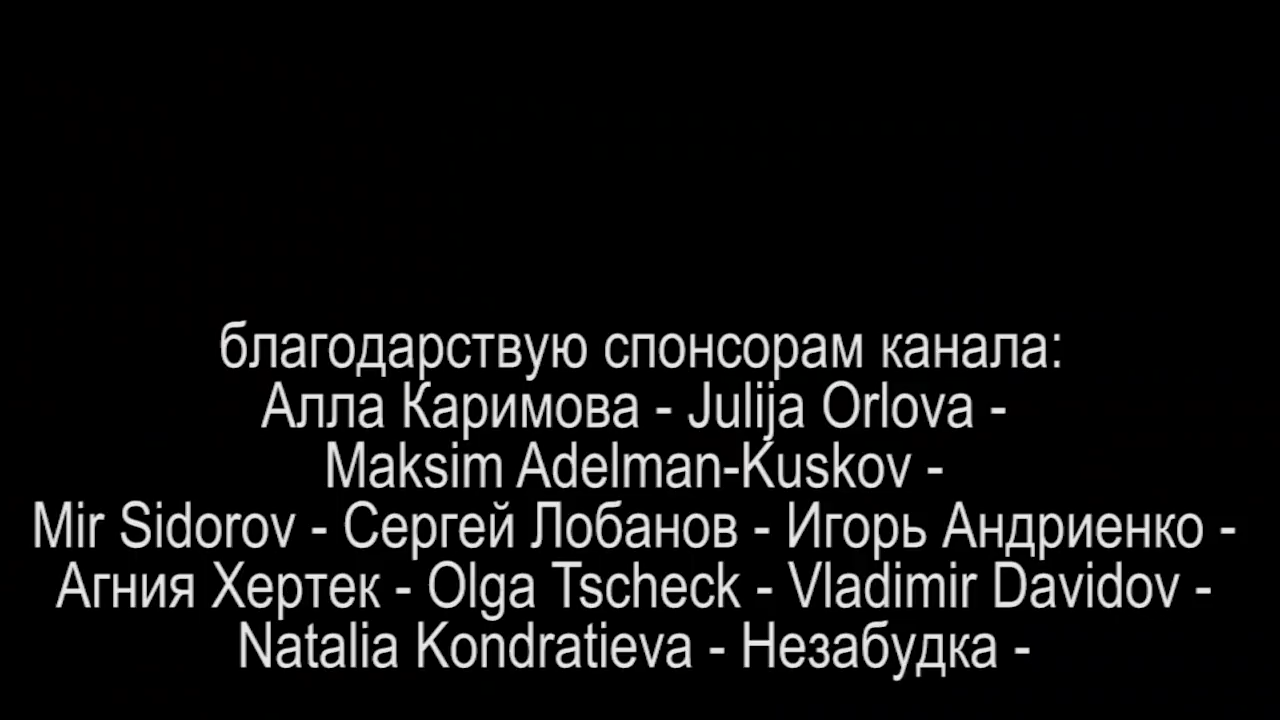 благодарствую спонсорам канала:
Алла Каримова - Julija Orlova -
Maksim Adelman-Kuskov -
Mir Sidorov - Сергей Лобанов - Игорь Андриенко -
Агния Хертек - Olga Tscheck - Vladimir Davidov -
Natalia Kondratieva - Незабудка -